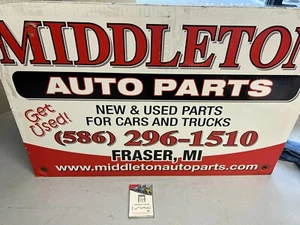 MIDDLETON
AUTO PARTS
Get Used!
NEW & USED PARTS
FOR CARS AND TRUCKS
(586) 296-1510
FRASER, MI
www.middletonautoparts.com